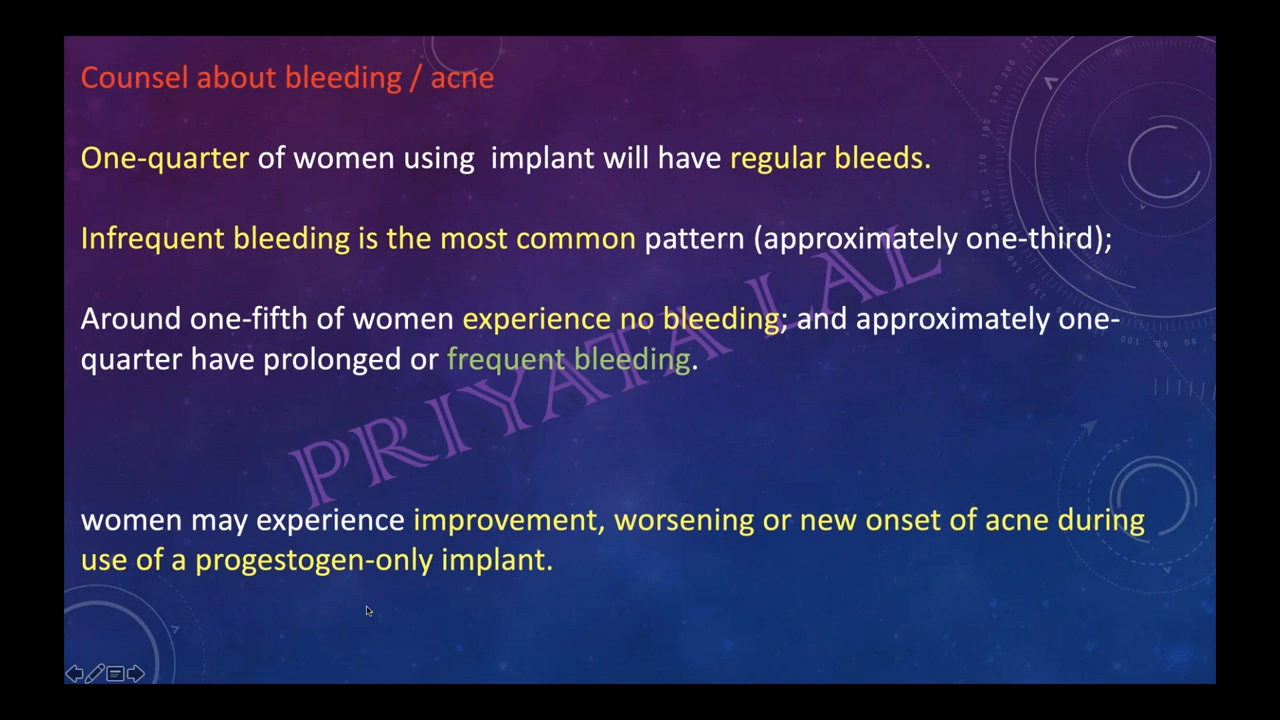 Counsel about bleeding / acne
One-quarter of women using  implant will have regular bleeds.
Infrequent bleeding is the most common pattern (approximately one-third);
Around one-fifth of women experience no bleeding; and approximately one-
quarter have prolonged or frequent bleeding.
PRIYATA LAL
women may experience improvement, worsening or new onset of acne during
use of a progestogen-only implant.